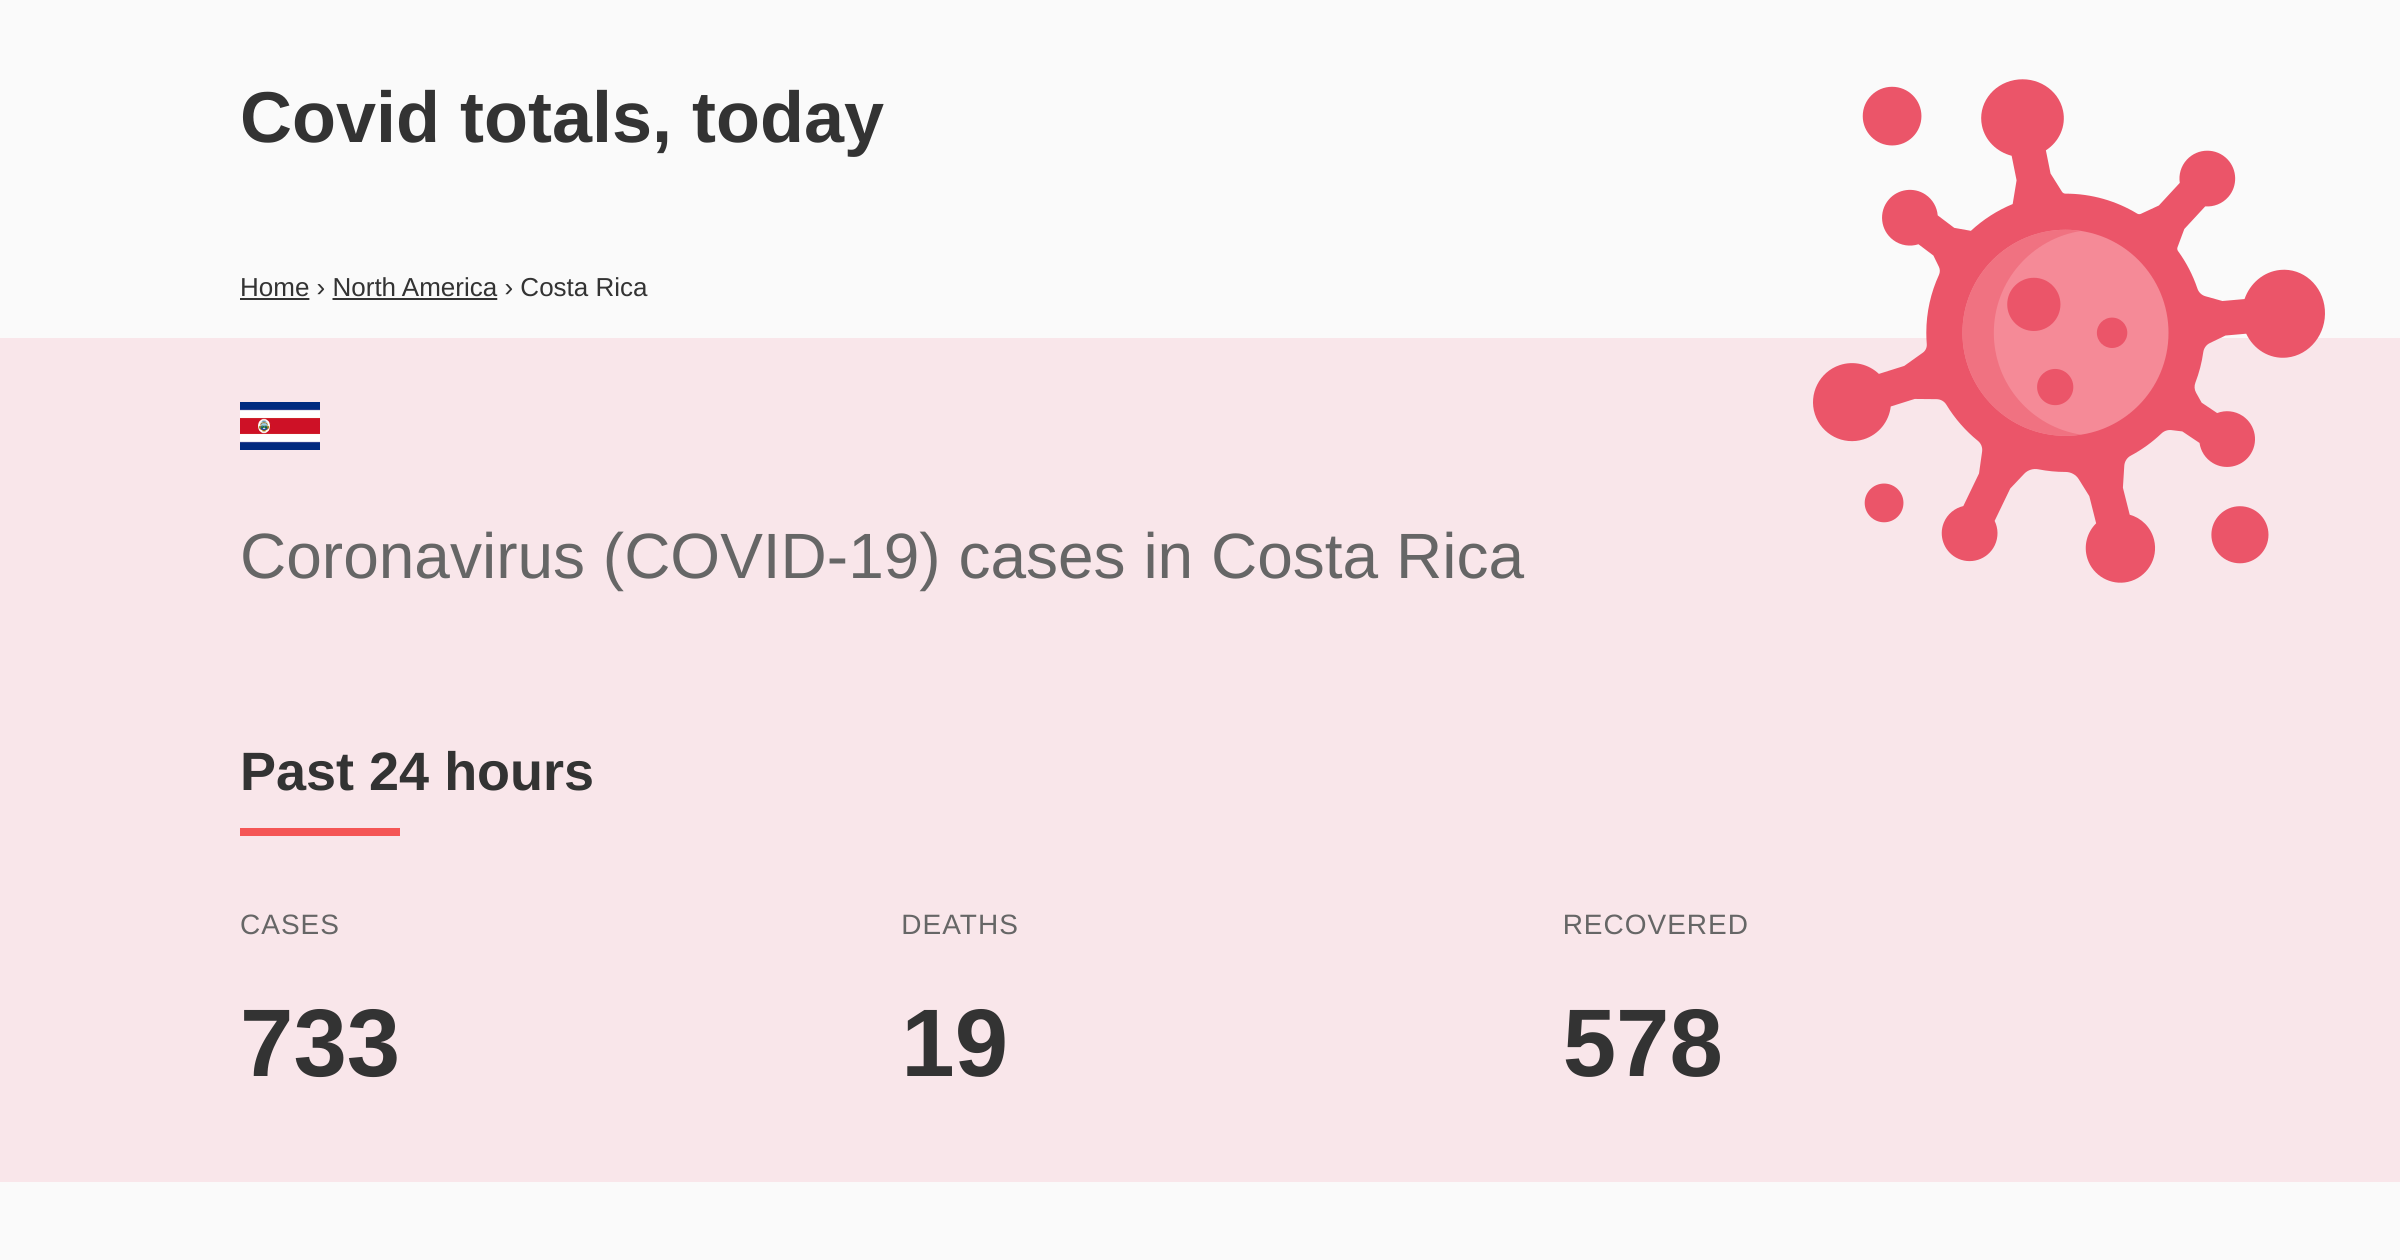 Covid totals, today
Home › North America › Costa Rica
Coronavirus (COVID-19) cases in Costa Rica
Past 24 hours
CASES
DEATHS
RECOVERED
733
19
578